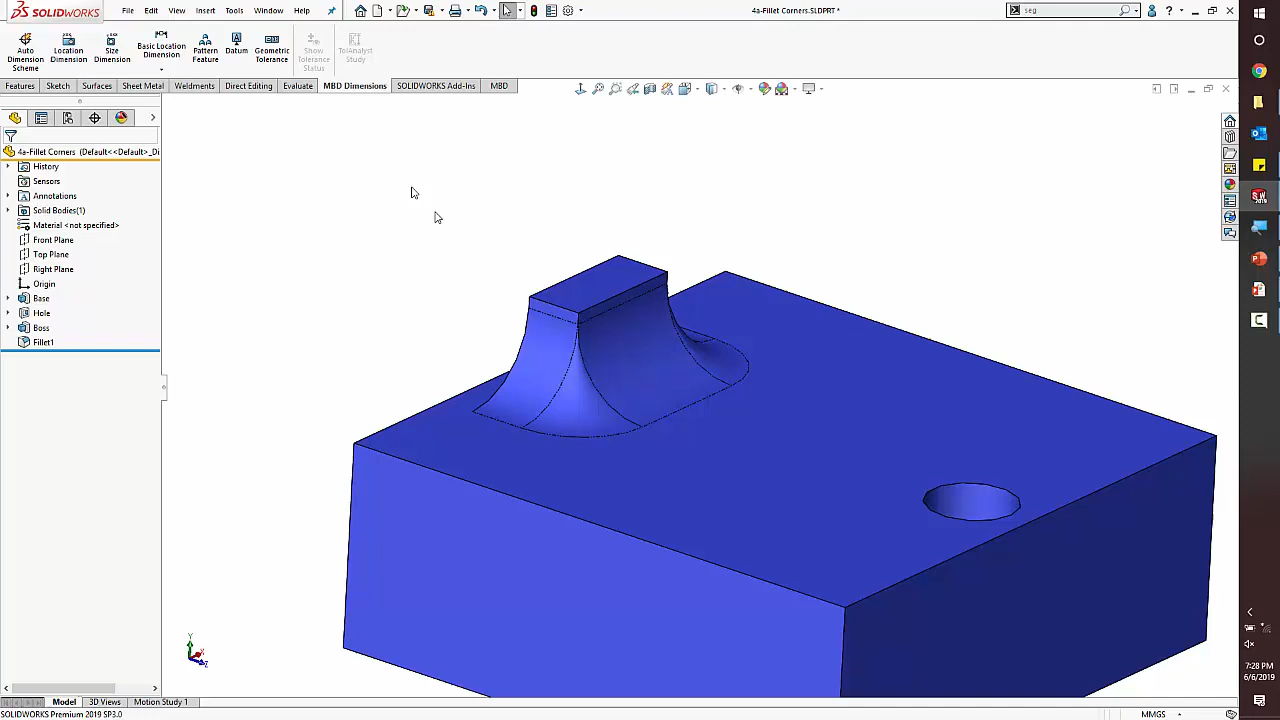 SOLIDWORKS File Edit View Insert Tools Window Help 4a-Fillet Corners.SLDPRT * seg
Auto Dimension Scheme
Location Dimension
Size Dimension
Basic Location Dimension
Pattern Feature
Datum
Geometric Tolerance
Show Tolerance Status
TolAnalyst Study
Features Sketch Surfaces Sheet Metal Weldments Direct Editing Evaluate MBD Dimensions SOLIDWORKS Add-Ins MBD
4a-Fillet Corners (Default<<Default>_Di
History
Sensors
Annotations
Solid Bodies(1)
Material <not specified>
Front Plane
Top Plane
Right Plane
Origin
Base
Hole
Boss
Fillet1
Y
X
Z
Model 3D Views Motion Study 1
SOLIDWORKS Premium 2019 SP3.0 MMGS
7:28 PM
6/6/2019